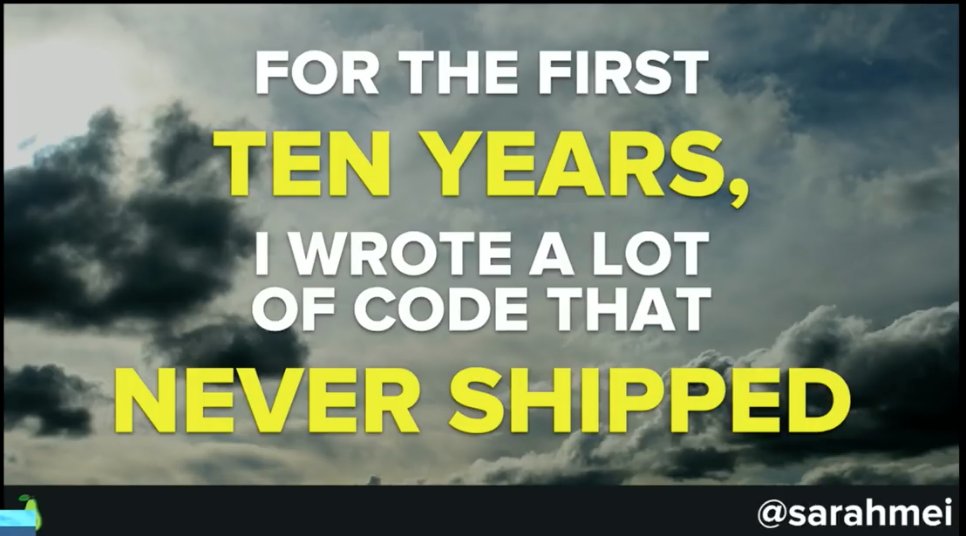 FOR THE FIRST
TEN YEARS,
I WROTE A LOT
OF CODE THAT
NEVER SHIPPED
@sarahmei